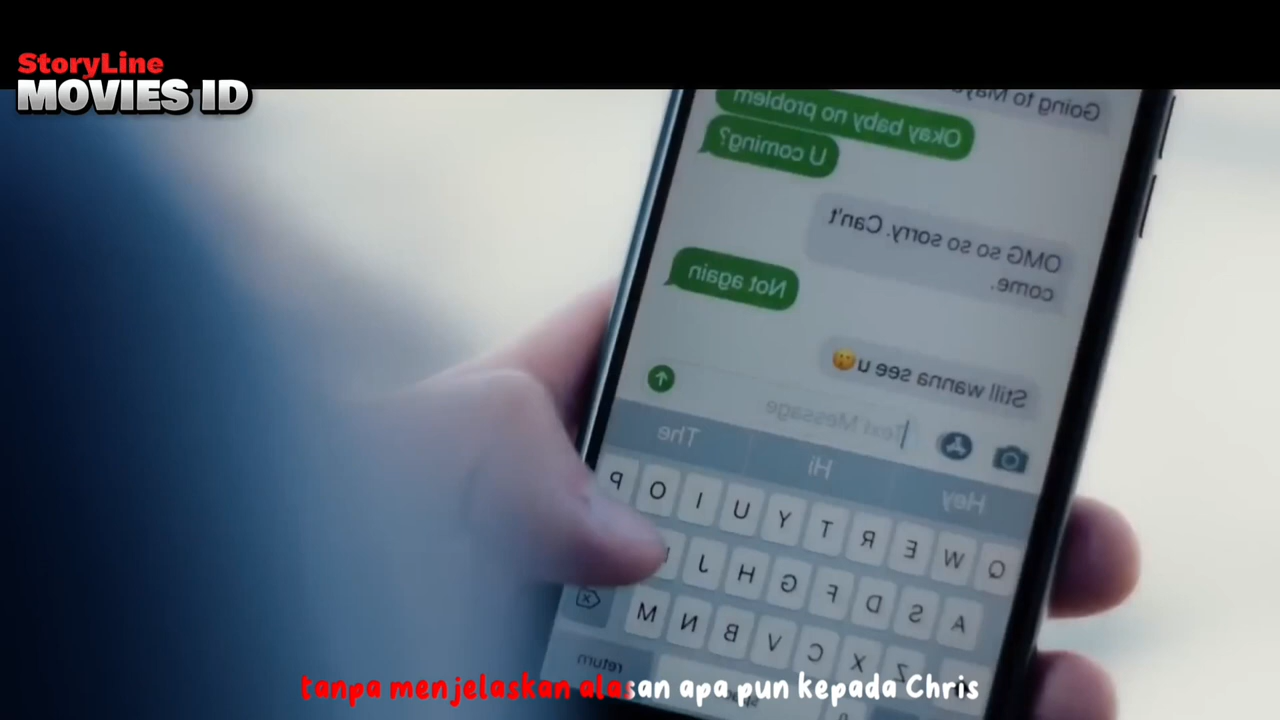 StoryLine
MOVIES ID
Going to
Okay baby no problem
U coming?
OMG so so sorry. Can't
come.
Not again
Still wanna see u
Text Message
Hey Hi The
Q W E R T Y U I O P
A S D F G H J
Z X C V B N M
return
tanpa menjelaskan alasan apa pun kepada Chris